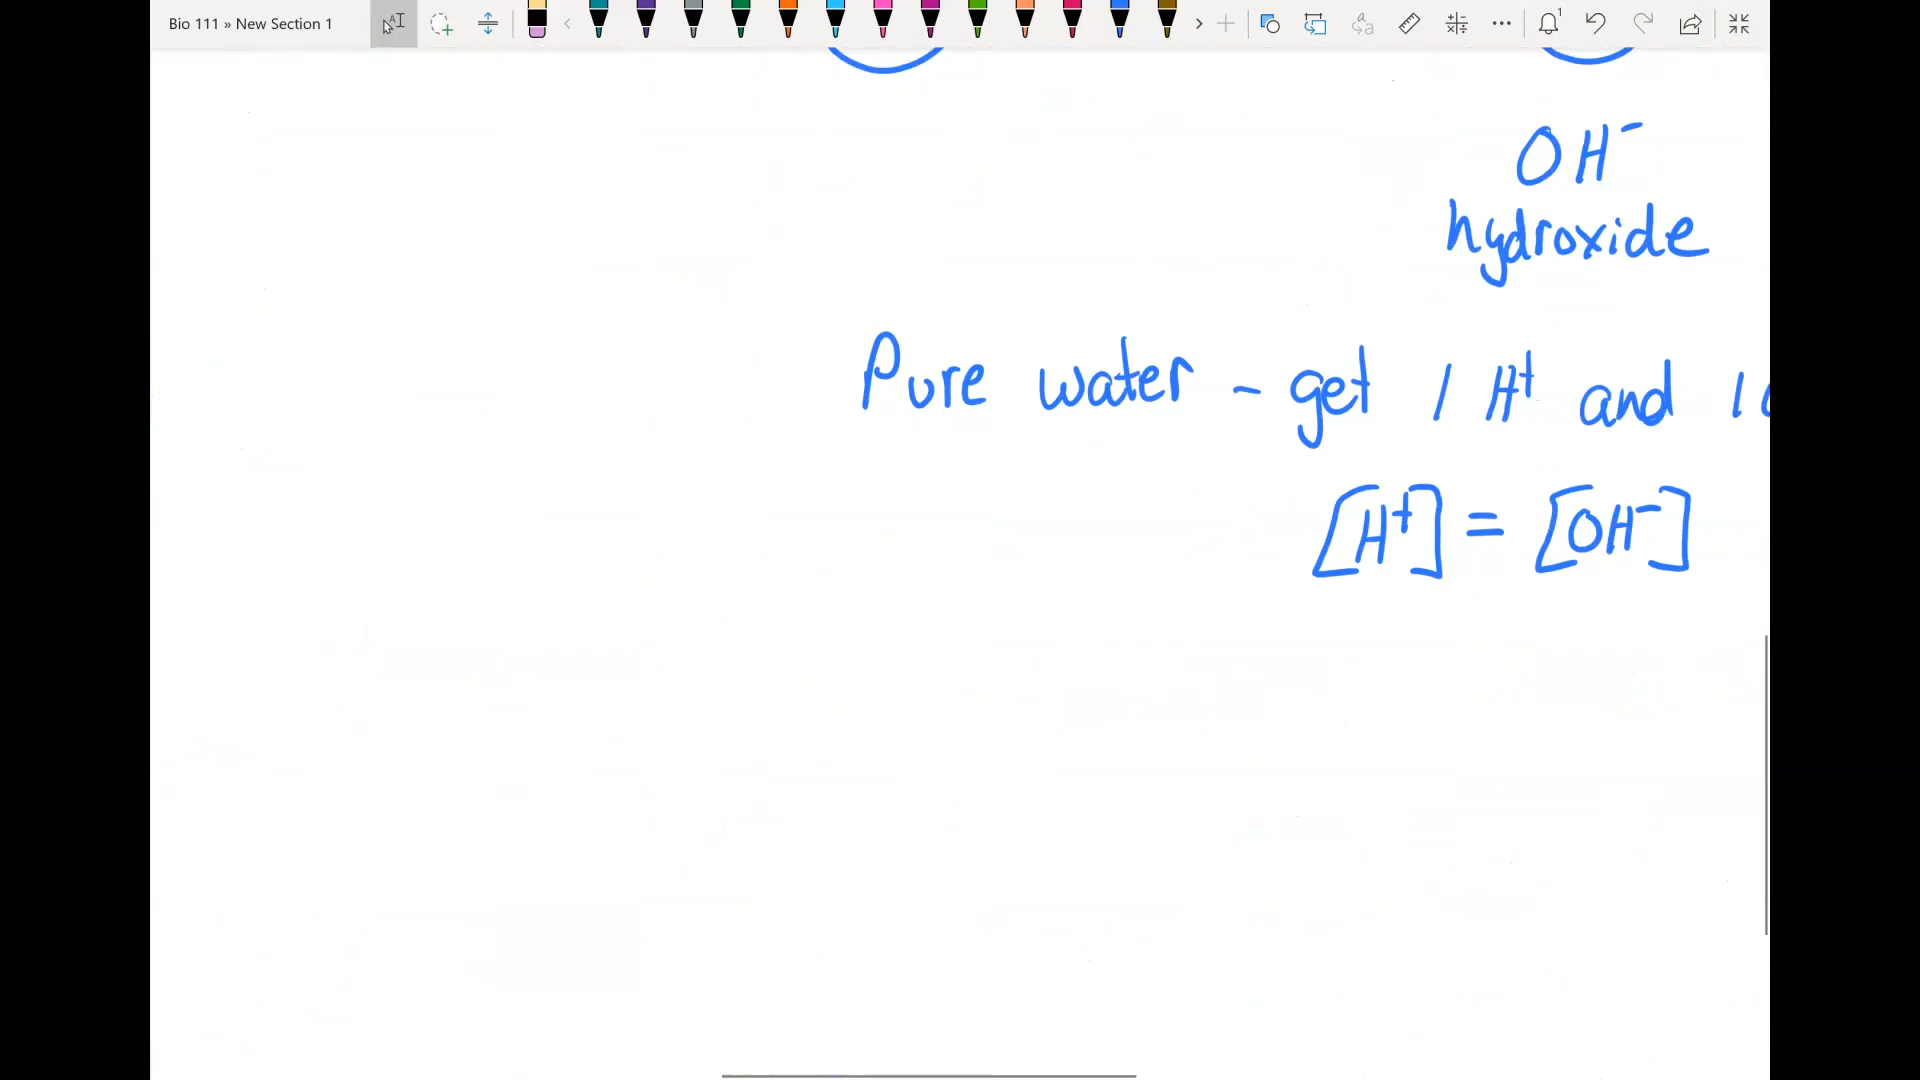 Bio 111 » New Section 1
OH⁻
hydroxide
Pure water - get 1 H⁺ and 1
[H⁺] = [OH⁻]